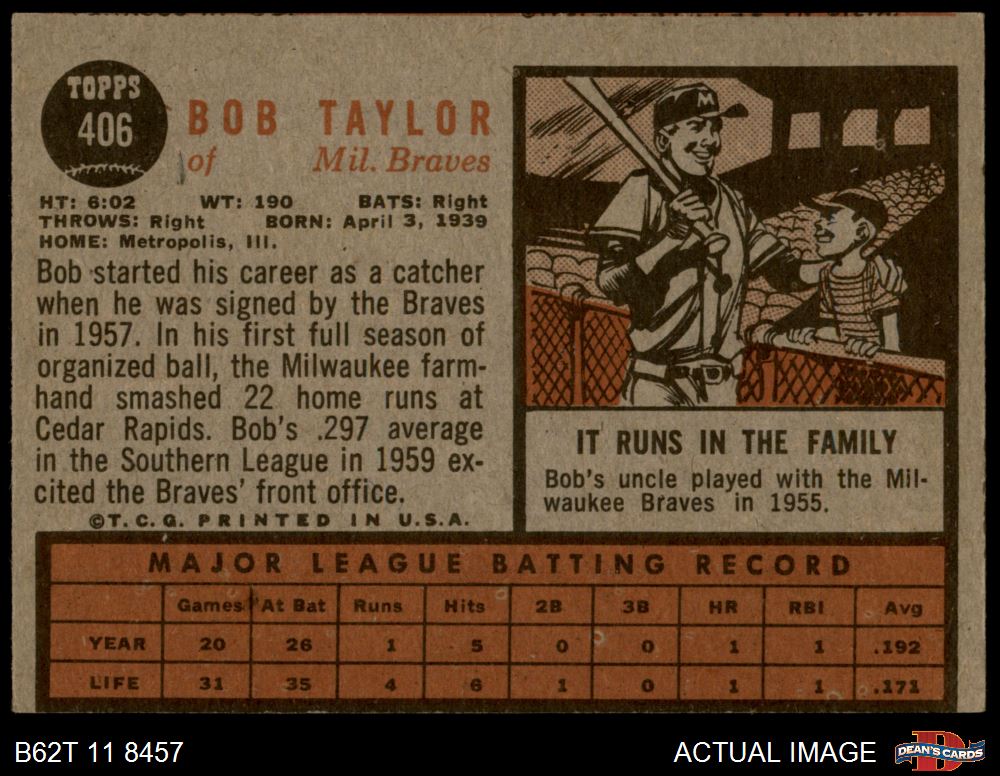 TOPPS
406
BOB TAYLOR
of Mil. Braves
HT: 6:02 WT: 190 BATS: Right
THROWS: Right BORN: April 3, 1939
HOME: Metropolis, Ill.
Bob started his career as a catcher
when he was signed by the Braves
in 1957. In his first full season of
organized ball, the Milwaukee farm-
hand smashed 22 home runs at
Cedar Rapids. Bob's .297 average
in the Southern League in 1959 ex-
cited the Braves' front office.
©T.C.G. PRINTED IN U.S.A.
M
IT RUNS IN THE FAMILY
Bob's uncle played with the Mil-
waukee Braves in 1955.
MAJOR LEAGUE BATTING RECORD
Games At Bat Runs Hits 2B 3B HR RBI Avg
YEAR 20 26 1 5 0 0 1 1 .192
LIFE 31 35 4 6 1 0 1 1 .171
B62T 11 8457
ACTUAL IMAGE
DEAN'S CARDS